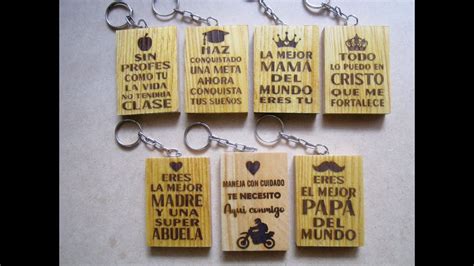 SIN
PROFES
COMO TU
LA VIDA
NO TENDRIA
CLASE
HAZ
CONQUISTADO
UNA META
AHORA
CONQUISTA
TUS SUEÑOS
LA MEJOR
MAMÁ
DEL
MUNDO
ERES TU
TODO
LO PUEDO EN
CRISTO
QUE ME
FORTALECE
ERES
LA MEJOR
MADRE
Y UNA
SUPER
ABUELA
MANEJA CON CUIDADO
TE NECESITO
Aquí conmigo
ERES
EL MEJOR
PAPÁ
DEL
MUNDO